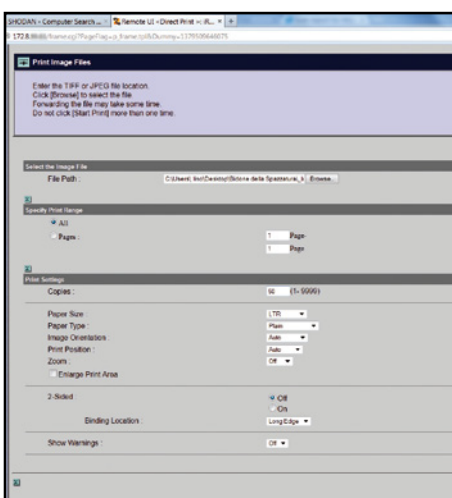 SHODAN - Computer Search ...
Remote UI <Direct Print >: iR...
Print Image Files
Enter the TIFF or JPEG file location.
Click [Browse] to select the file.
Forwarding the file may take some time.
Do not click [Start Print] more than one time.
Select the Image File
File Path :
Browse...
Specify Print Range
All
Pages :
1 Page-
1 Page
Print Settings
Copies : (1- 9999)
Paper Size : LTR
Paper Type : Plain
Image Orientation : Auto
Print Position : Auto
Zoom : Off
Enlarge Print Area
2-Sided Off
On
Binding Location : Long Edge
Show Warnings : Off